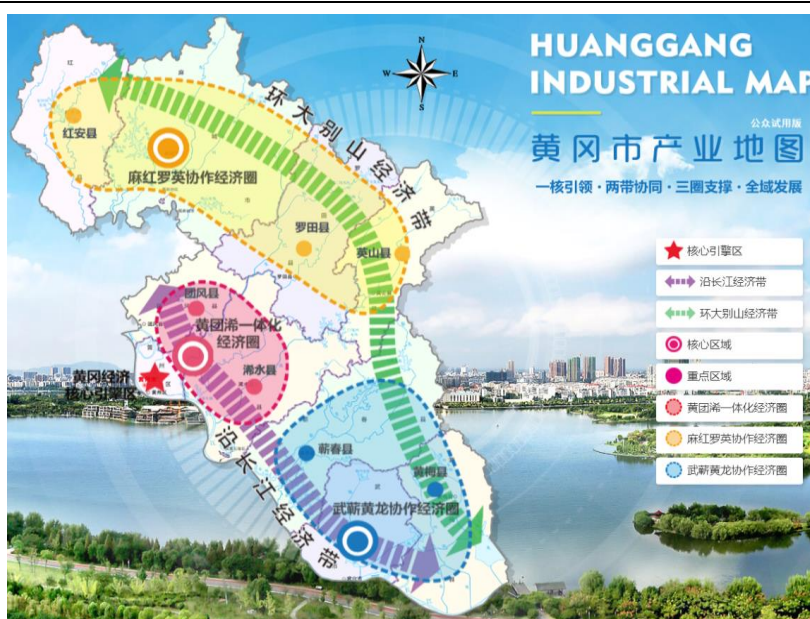 HUANGGANG
INDUSTRIAL MAP
公众试用版
黄冈市产业地图
一核引领·两带协同·三圈支撑·全域发展
N
W
E
S
环大别山经济带
红安县
麻红罗英协作经济圈
罗田县
英山县
团风县
黄团浠一体化
经济圈
浠水县
黄冈经济
核心引擎区
沿长江经济带
蕲春县
黄梅县
武蕲黄龙协作经济圈
核心引擎区
沿长江经济带
环大别山经济带
核心区域
重点区域
黄团浠一体化经济圈
麻红罗英协作经济圈
武蕲黄龙协作经济圈